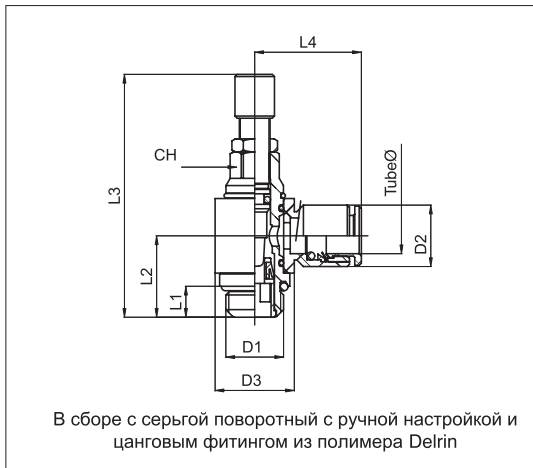 L4
CH
TubeØ
L3
D2
L2
L1
D1
D3
В сборе с серьгой поворотный с ручной настройкой и
цанговым фитингом из полимера Delrin